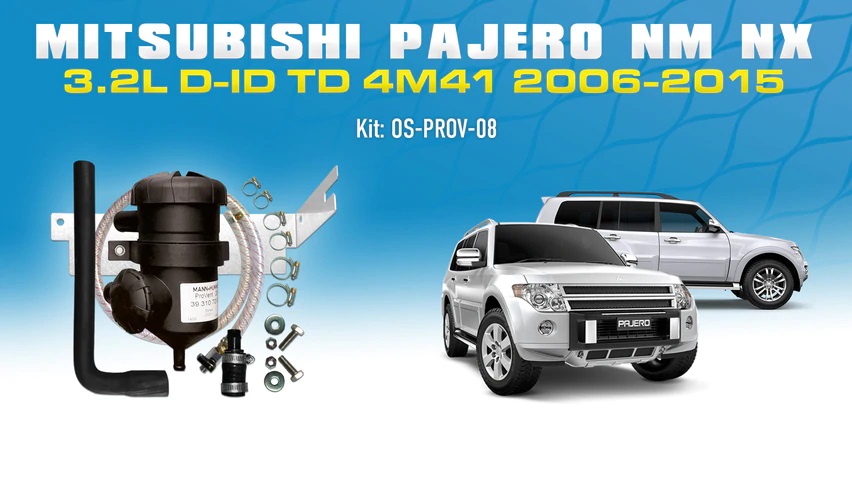 MITSUBISHI PAJERO NM NX
3.2L D-ID TD 4M41 2006-2015
Kit: OS-PROV-08
PAJERO